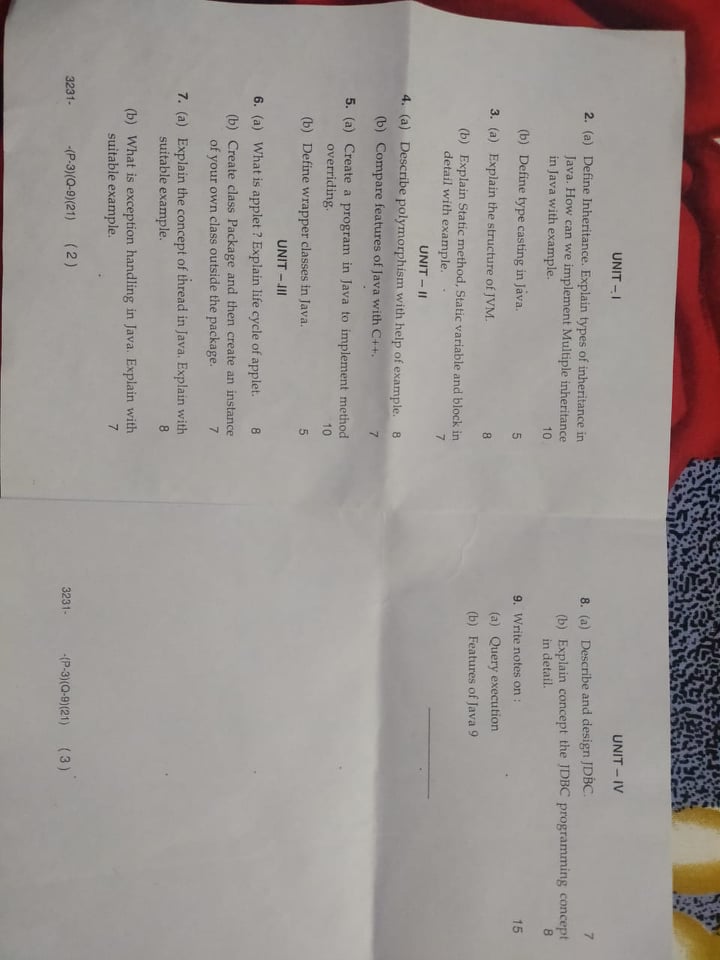 UNIT – I
2. (a) Define Inheritance. Explain types of inheritance in
Java. How can we implement Multiple inheritance
in Java with example. 10
(b) Define type casting in Java. 5
3. (a) Explain the structure of JVM. 8
(b) Explain Static method, Static variable and block in
detail with example. 7
UNIT – II
4. (a) Describe polymorphism with help of example. 8
(b) Compare features of Java with C++. 7
5. (a) Create a program in Java to implement method
overriding. 10
(b) Define wrapper classes in Java. 5
UNIT – III
6. (a) What is applet ? Explain life cycle of applet. 8
(b) Create class Package and then create an instance
of your own class outside the package. 7
7. (a) Explain the concept of thread in Java. Explain with
suitable example. 8
(b) What is exception handling in Java. Explain with
suitable example. 7
3231- -(P-3)(Q-9)(21) ( 2 )
UNIT – IV
8. (a) Describe and design JDBC. 7
(b) Explain concept the JDBC programming concept
in detail. 8
9. Write notes on : 15
(a) Query execution
(b) Features of Java 9
3231- -(P-3)(Q-9)(21) ( 3 )